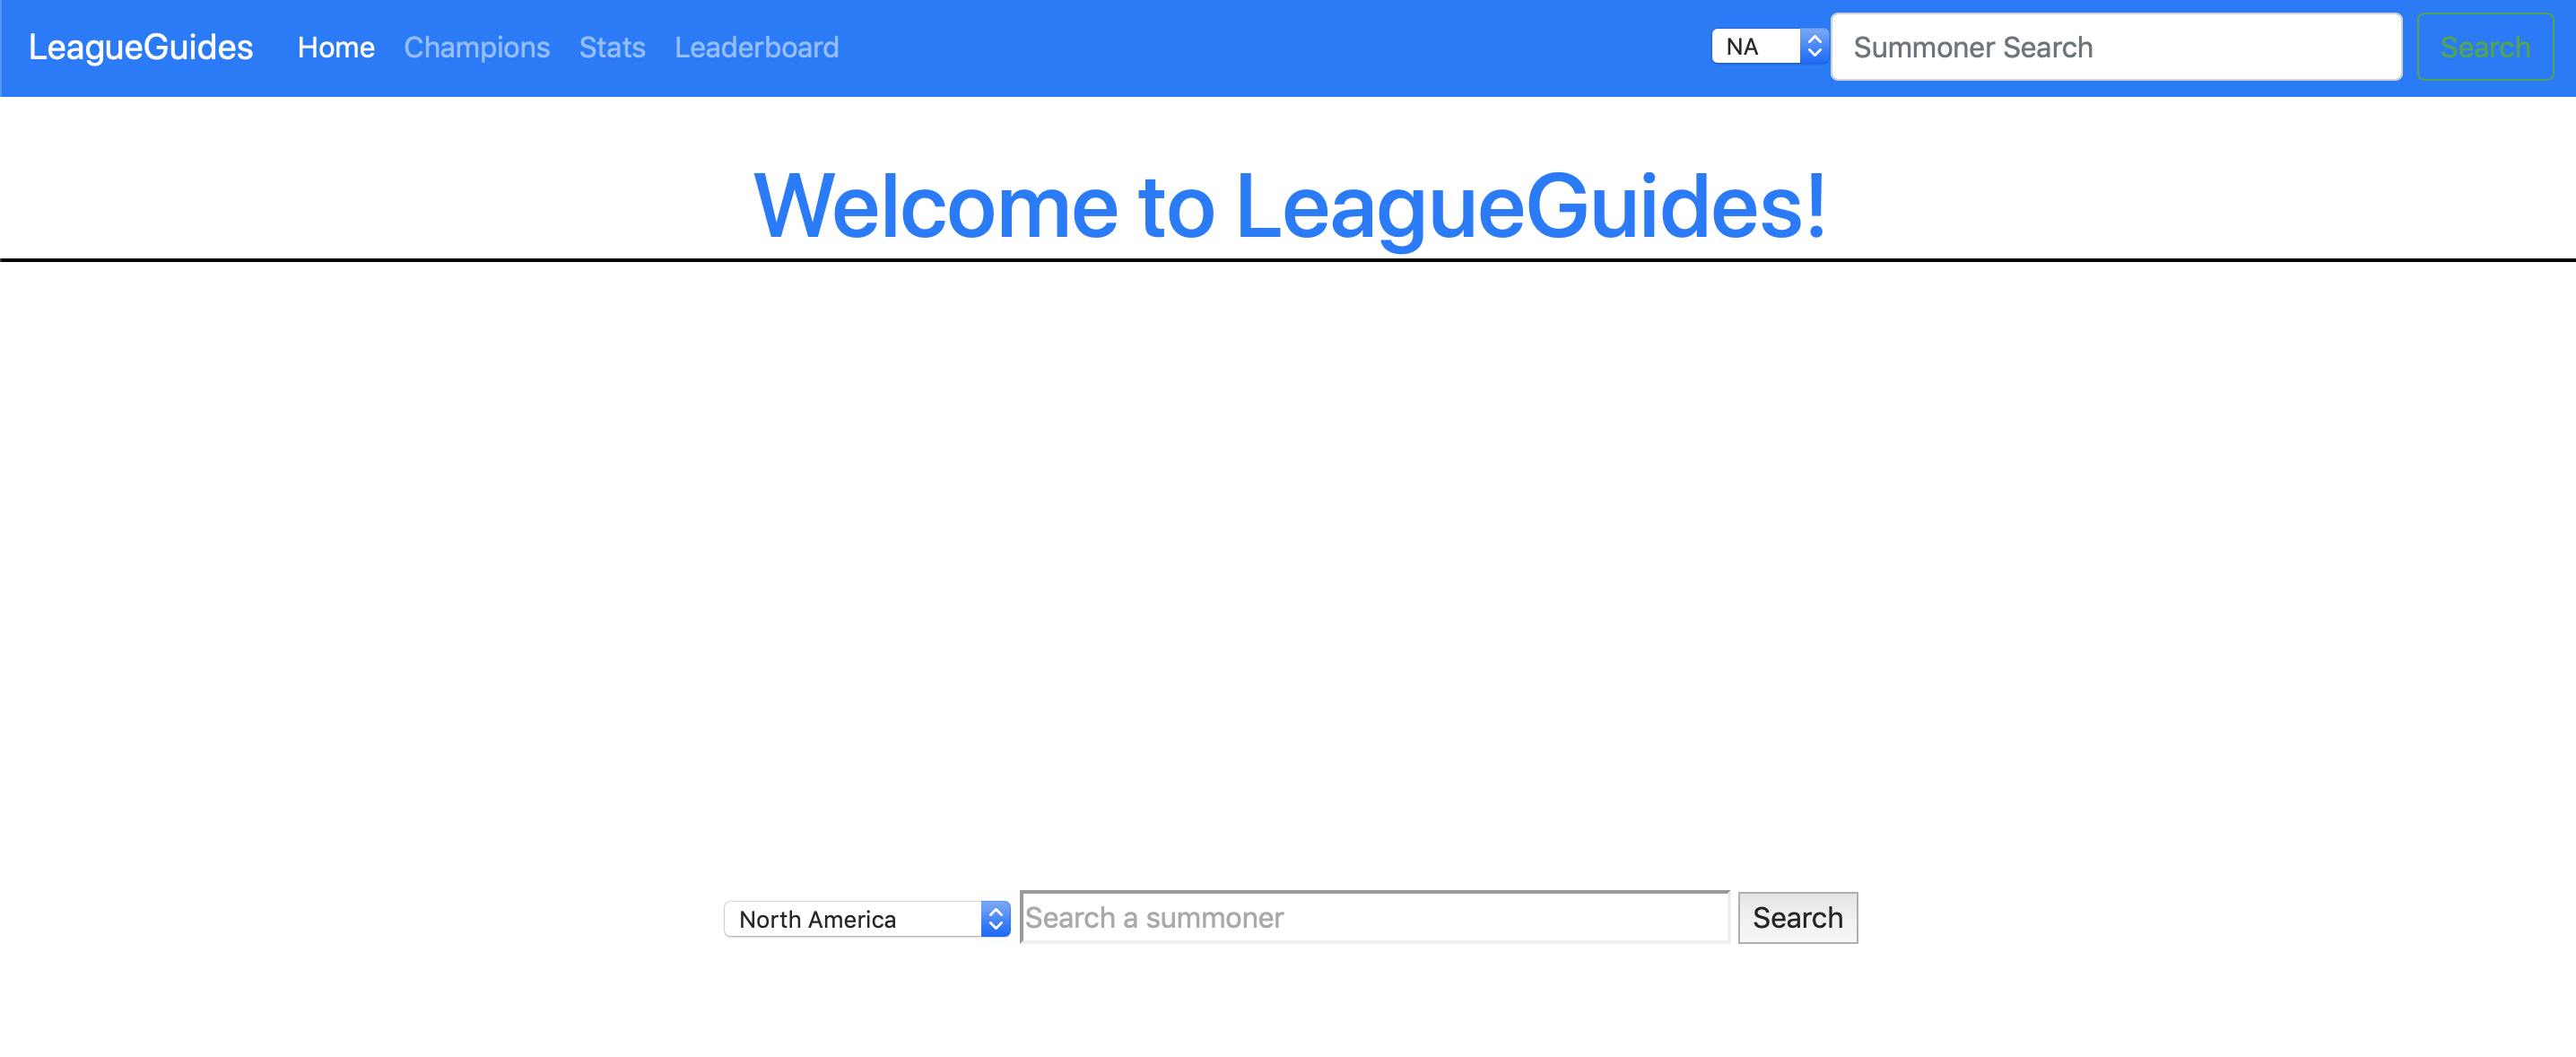 LeagueGuides Home Champions Stats Leaderboard NA Summoner Search Search
Welcome to LeagueGuides!
North America Search a summoner Search